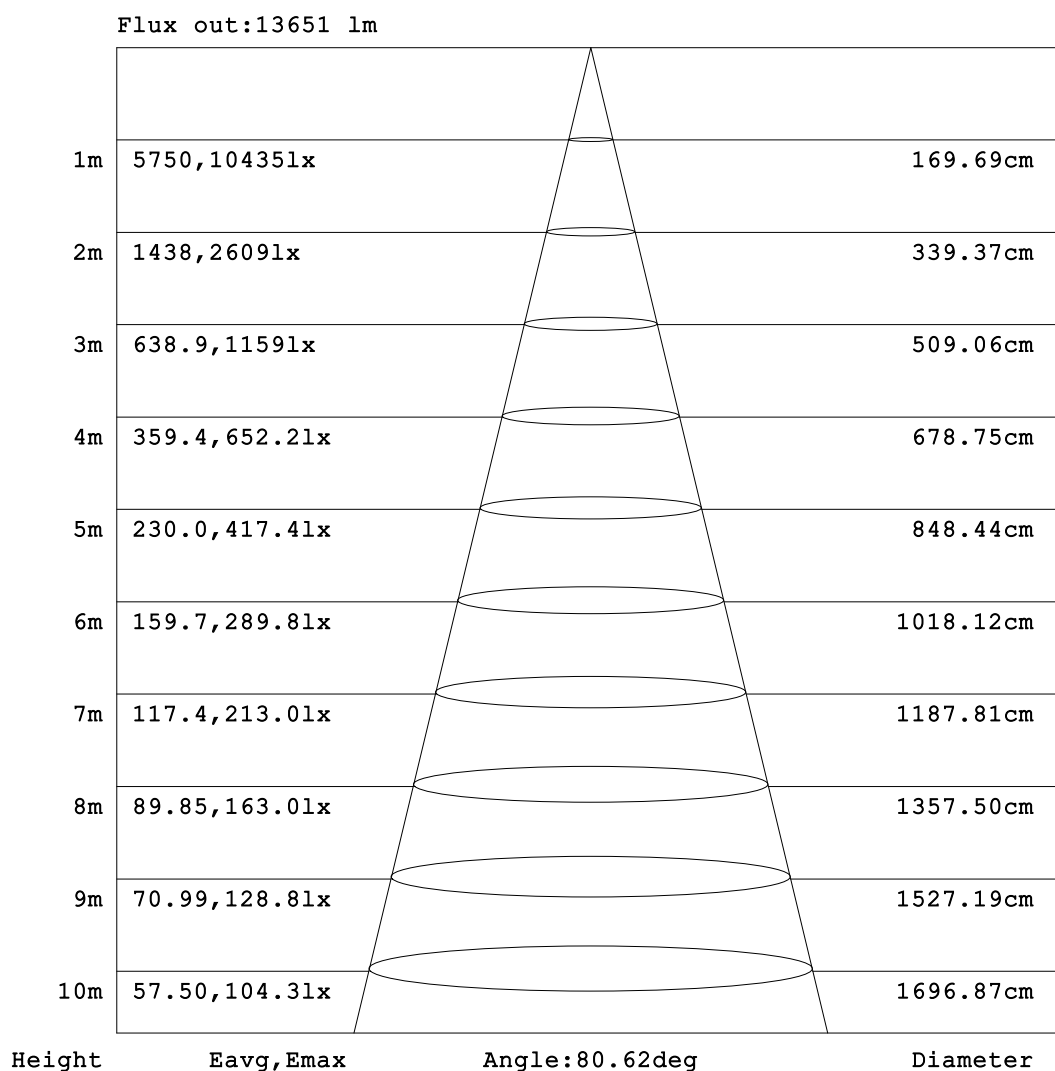 Flux out:13651 lm
1m 5750,10435lx 169.69cm
2m 1438,2609lx 339.37cm
3m 638.9,1159lx 509.06cm
4m 359.4,652.2lx 678.75cm
5m 230.0,417.4lx 848.44cm
6m 159.7,289.8lx 1018.12cm
7m 117.4,213.0lx 1187.81cm
8m 89.85,163.0lx 1357.50cm
9m 70.99,128.8lx 1527.19cm
10m 57.50,104.3lx 1696.87cm
Height Eavg,Emax Angle:80.62deg Diameter